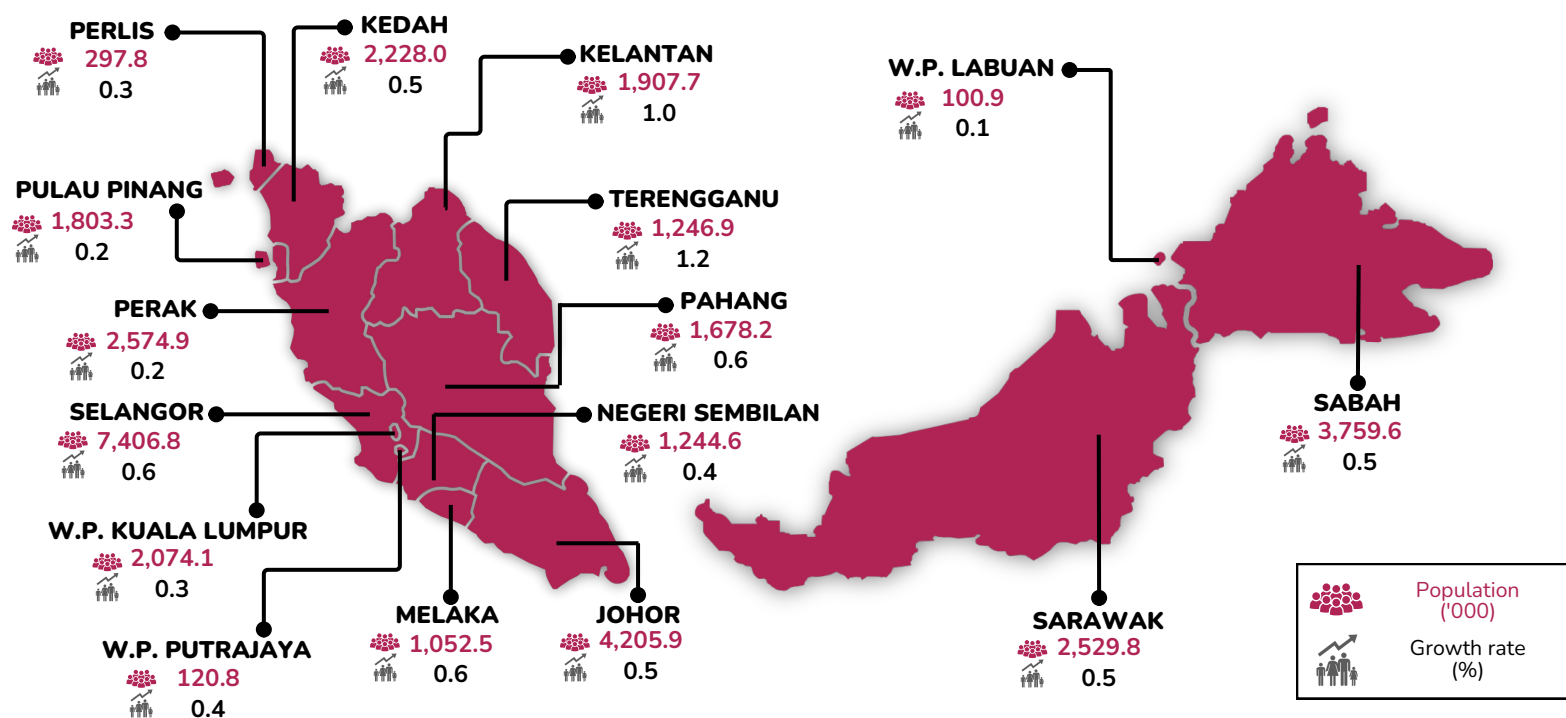 PERLIS
297.8
0.3
KEDAH
2,228.0
0.5
KELANTAN
1,907.7
1.0
W.P. LABUAN
100.9
0.1
PULAU PINANG
1,803.3
0.2
TERENGGANU
1,246.9
1.2
PERAK
2,574.9
0.2
PAHANG
1,678.2
0.6
SELANGOR
7,406.8
0.6
NEGERI SEMBILAN
1,244.6
0.4
SABAH
3,759.6
0.5
W.P. KUALA LUMPUR
2,074.1
0.3
W.P. PUTRAJAYA
120.8
0.4
MELAKA
1,052.5
0.6
JOHOR
4,205.9
0.5
SARAWAK
2,529.8
0.5
Population
('000)
Growth rate
(%)